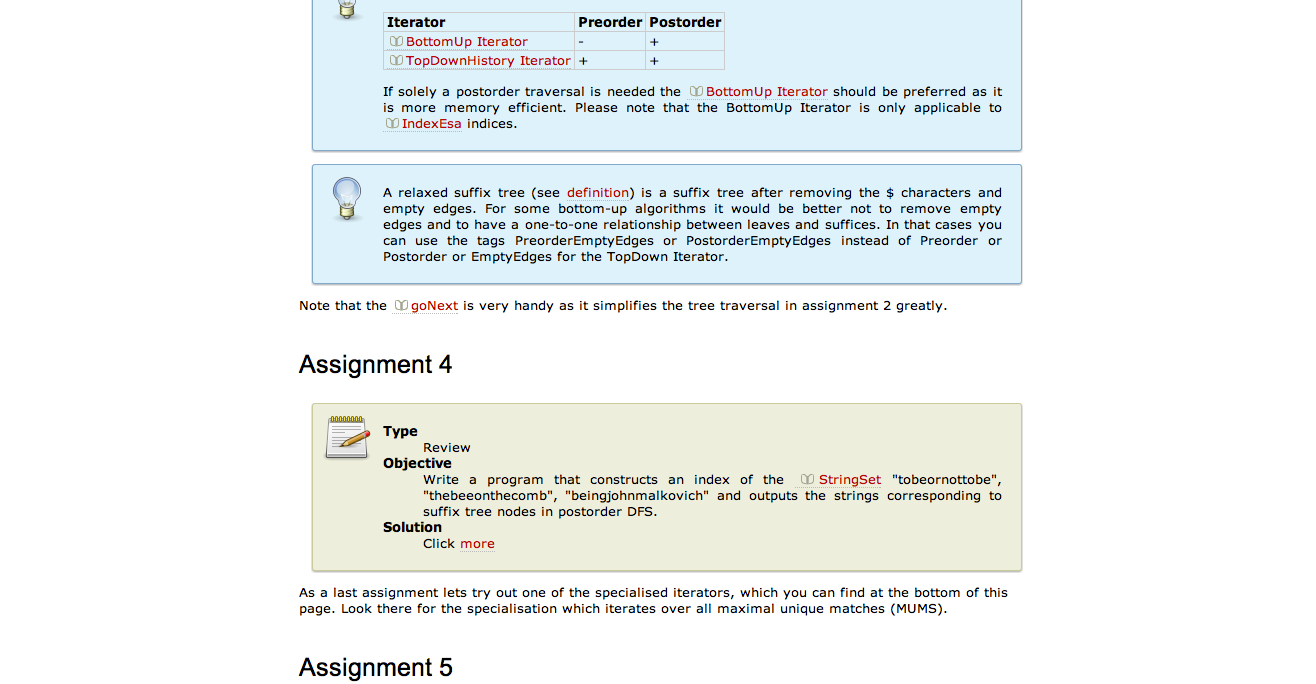 Iterator Preorder Postorder
BottomUp Iterator - +
TopDownHistory Iterator + +
If solely a postorder traversal is needed the BottomUp Iterator should be preferred as it
is more memory efficient. Please note that the BottomUp Iterator is only applicable to
IndexEsa indices.
A relaxed suffix tree (see definition) is a suffix tree after removing the $ characters and
empty edges. For some bottom-up algorithms it would be better not to remove empty
edges and to have a one-to-one relationship between leaves and suffices. In that cases you
can use the tags PreorderEmptyEdges or PostorderEmptyEdges instead of Preorder or
Postorder or EmptyEdges for the TopDown Iterator.
Note that the goNext is very handy as it simplifies the tree traversal in assignment 2 greatly.
Assignment 4
Type
Review
Objective
Write a program that constructs an index of the StringSet "tobeornottobe",
"thebeeonthecomb", "beingjohnmalkovich" and outputs the strings corresponding to
suffix tree nodes in postorder DFS.
Solution
Click more
As a last assignment lets try out one of the specialised iterators, which you can find at the bottom of this
page. Look there for the specialisation which iterates over all maximal unique matches (MUMS).
Assignment 5